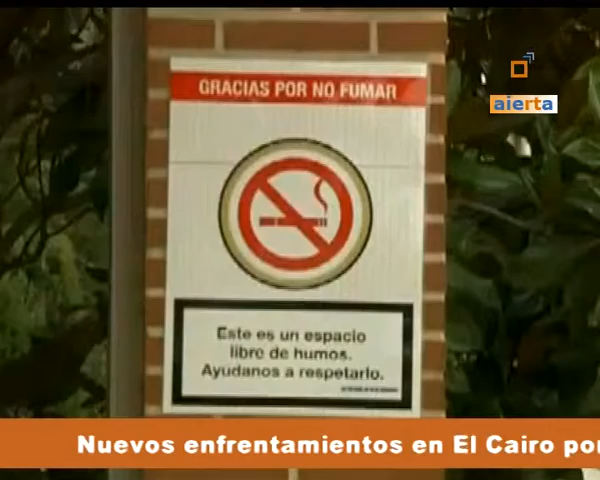 GRACIAS POR NO FUMAR
aierta
Este es un espacio
libre de humos.
Ayúdanos a respetarlo.
Nuevos enfrentamientos en El Cairo por